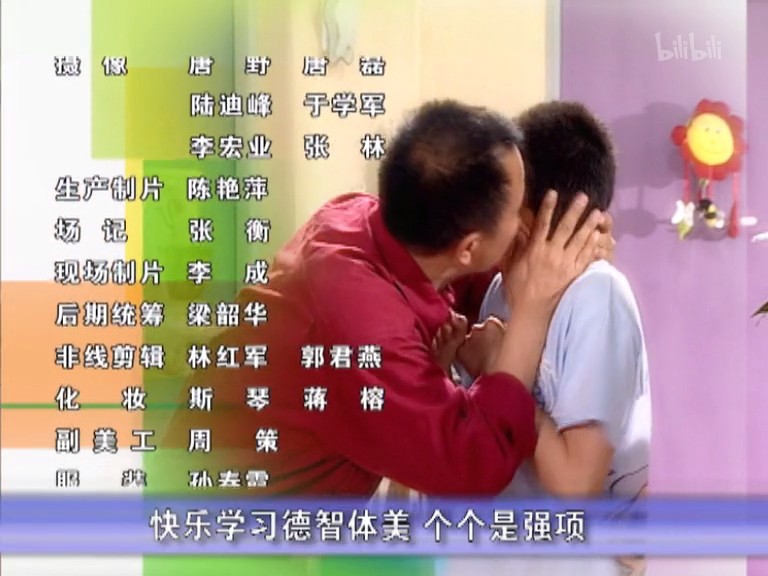 摄像 唐野 唐磊
bilibili
陆迪峰 于学军
李宏业 张林
生产制片 陈艳萍
场记 张衡
现场制片 李成
后期统筹 梁韶华
非线剪辑 林红军 郭君燕
化妆 斯琴 蒋榕
副美工 周策
服装 孙春霞
快乐学习德智体美 个个是强项